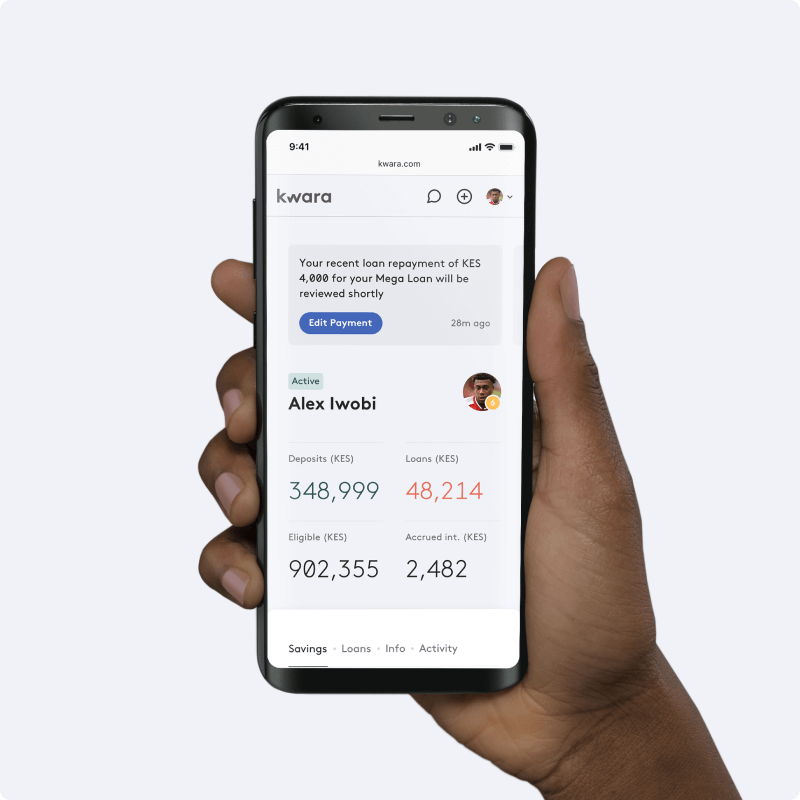 9:41
kwara.com
kwara
Your recent loan repayment of KES
4,000 for your Mega Loan will be
reviewed shortly
Edit Payment
28m ago
Active
Alex Iwobi
Deposits (KES)
Loans (KES)
348,999
48,214
Eligible (KES)
Accrued int. (KES)
902,355
2,482
Savings • Loans • Info • Activity